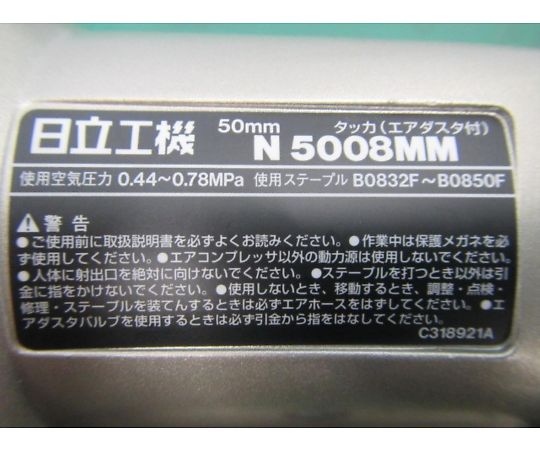 日立工機 50mm タッカ(エアダスタ付)
N 5008MM
使用空気圧力 0.44～0.78MPa 使用ステープル B0832F～B0850F
警告
●ご使用前に取扱説明書を必ずよくお読みください。●作業中は保護メガネを必
ず使用してください。●エアコンプレッサ以外の動力源は使用しないでください。
●人体に射出口を絶対に向けないでください。●ステープルを打つとき以外は引
金に指をかけないでください。●使用しないとき、移動するとき、調整・点検・
修理・ステープルを装てんするときは必ずエアホースをはずしてください。●エ
アダスタバルブを使用するときは必ず引金から指をはなしてください。
C318921A